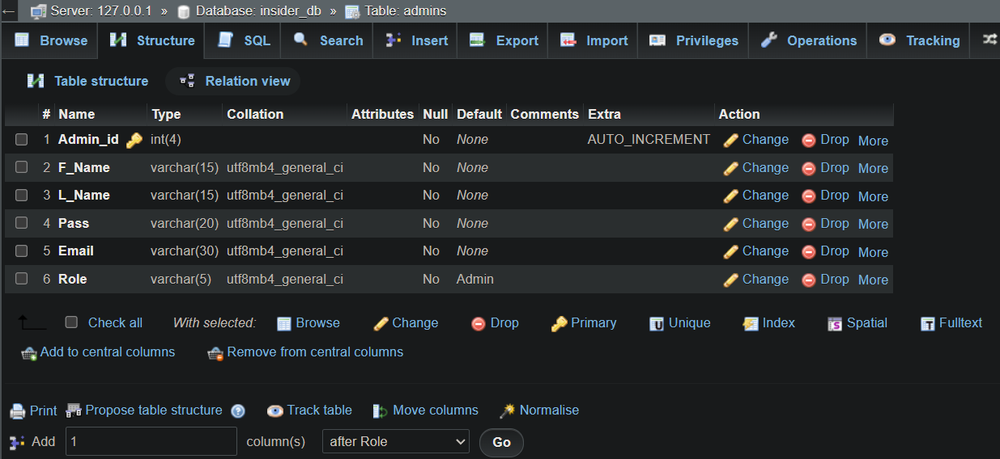 Server: 127.0.0.1 » Database: insider_db » Table: admins
Browse Structure SQL Search Insert Export Import Privileges Operations Tracking
Table structure Relation view
# Name Type Collation Attributes Null Default Comments Extra Action
1 Admin_id int(4) No None AUTO_INCREMENT Change Drop More
2 F_Name varchar(15) utf8mb4_general_ci No None Change Drop More
3 L_Name varchar(15) utf8mb4_general_ci No None Change Drop More
4 Pass varchar(20) utf8mb4_general_ci No None Change Drop More
5 Email varchar(30) utf8mb4_general_ci No None Change Drop More
6 Role varchar(5) utf8mb4_general_ci No Admin Change Drop More
Check all With selected: Browse Change Drop Primary Unique Index Spatial Fulltext
Add to central columns Remove from central columns
Print Propose table structure Track table Move columns Normalise
Add 1 column(s) after Role Go